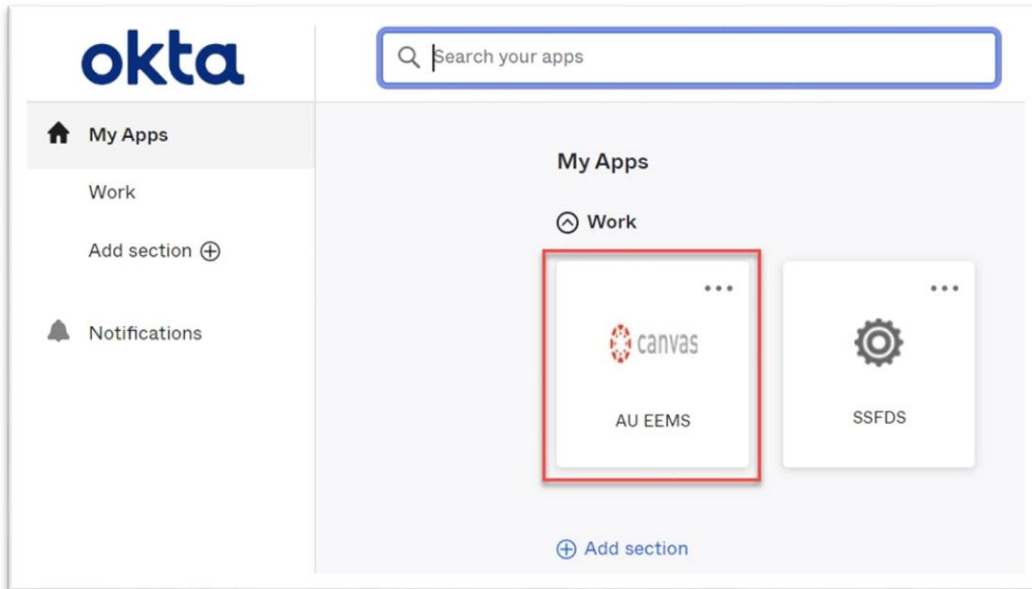 okta
Search your apps
My Apps
Work
Add section
Notifications
My Apps
Work
canvas
AU EEMS
SSFDS
Add section